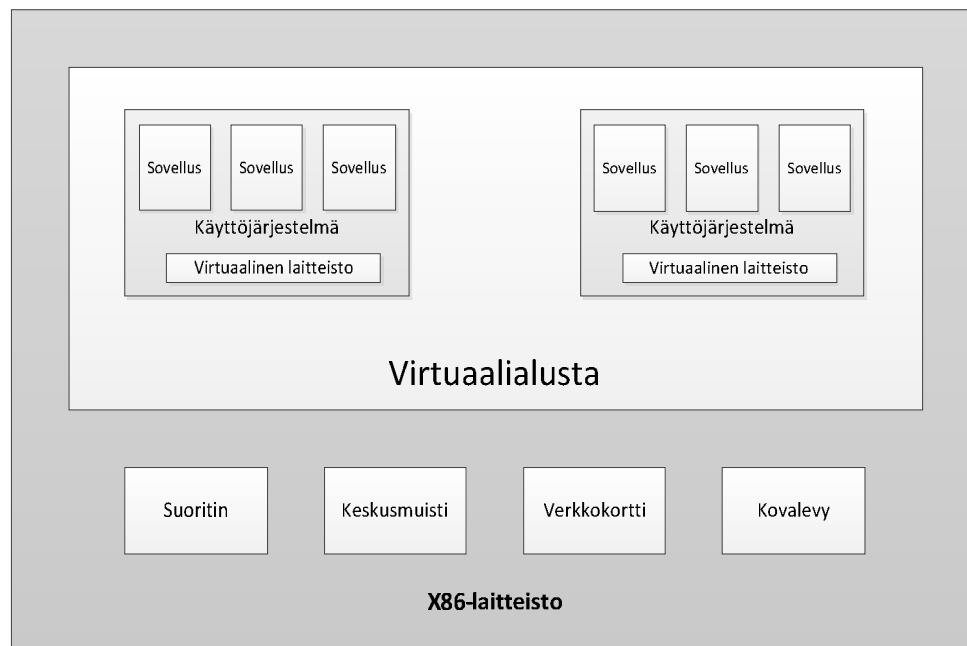 Sovellus Sovellus Sovellus
Käyttöjärjestelmä
Virtuaalinen laitteisto
Sovellus Sovellus Sovellus
Käyttöjärjestelmä
Virtuaalinen laitteisto
Virtuaalialusta
Suoritin Keskusmuisti Verkkokortti Kovalevy
X86-laitteisto